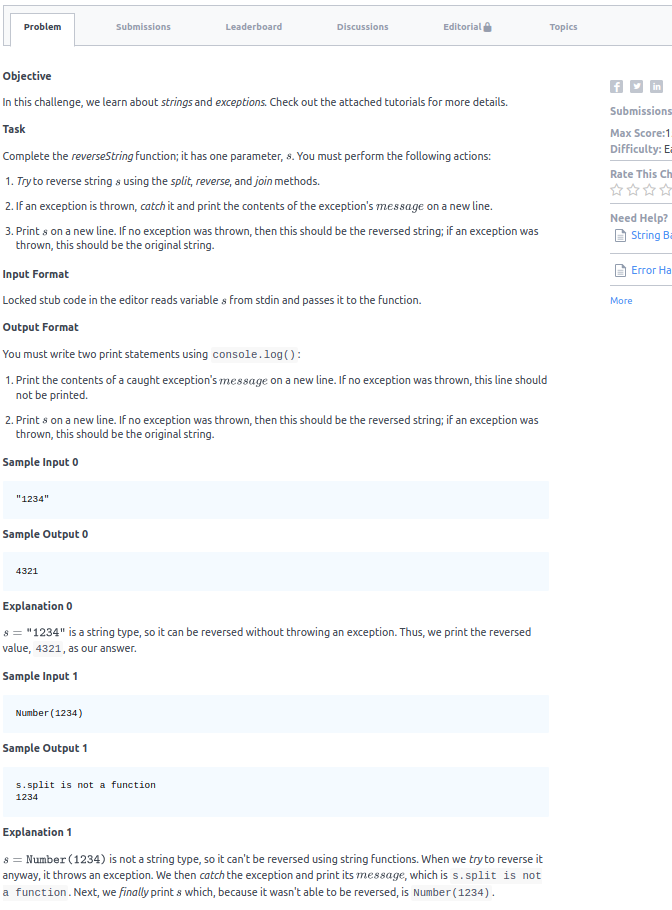 Problem
Submissions
Leaderboard
Discussions
Editorial
Topics
Objective
In this challenge, we learn about strings and exceptions. Check out the attached tutorials for more details.
Task
Complete the reverseString function; it has one parameter, s. You must perform the following actions:
1. Try to reverse string s using the split, reverse, and join methods.
2. If an exception is thrown, catch it and print the contents of the exception's message on a new line.
3. Print s on a new line. If no exception was thrown, then this should be the reversed string; if an exception was
thrown, this should be the original string.
Input Format
Locked stub code in the editor reads variable s from stdin and passes it to the function.
Output Format
You must write two print statements using console.log():
1. Print the contents of a caught exception's message on a new line. If no exception was thrown, this line should
not be printed.
2. Print s on a new line. If no exception was thrown, then this should be the reversed string; if an exception was
thrown, this should be the original string.
Sample Input 0
"1234"
Sample Output 0
4321
Explanation 0
s = "1234" is a string type, so it can be reversed without throwing an exception. Thus, we print the reversed
value, 4321, as our answer.
Sample Input 1
Number(1234)
Sample Output 1
s.split is not a function
1234
Explanation 1
s = Number(1234) is not a string type, so it can't be reversed using string functions. When we try to reverse it
anyway, it throws an exception. We then catch the exception and print its message, which is s.split is not
a function. Next, we finally print s which, because it wasn't able to be reversed, is Number(1234).
Submissions
Max Score:1
Difficulty: Ea
Rate This Ch
Need Help?
String Ba
Error Ha
More